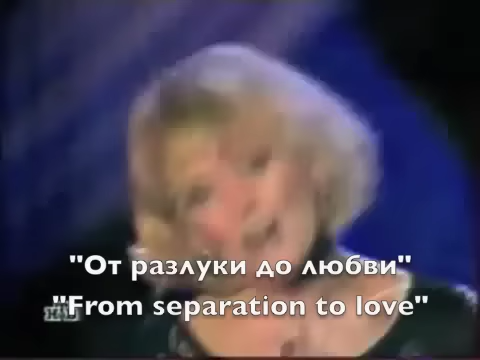 "От разлуки до любви"
"From separation to love"